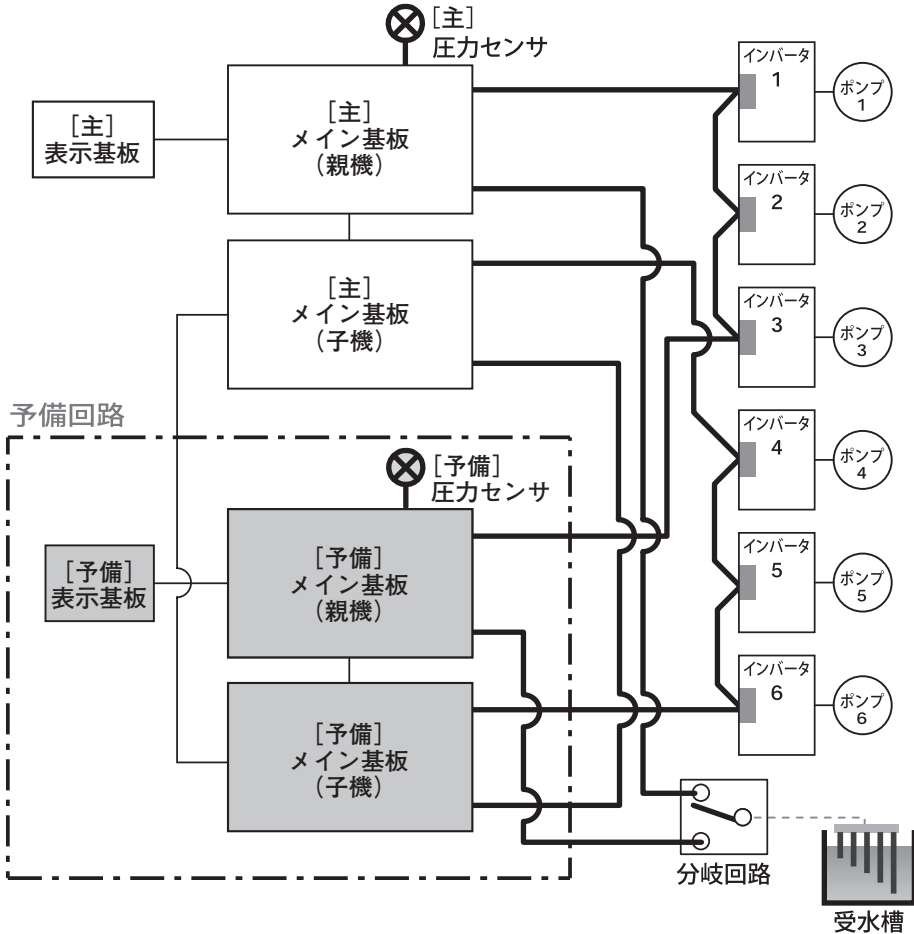 ［主］
圧力センサ
［主］
表示基板
［主］
メイン基板
（親機）
［主］
メイン基板
（子機）
予備回路
［予備］
圧力センサ
［予備］
表示基板
［予備］
メイン基板
（親機）
［予備］
メイン基板
（子機）
インバータ
1
ポンプ
1
インバータ
2
ポンプ
2
インバータ
3
ポンプ
3
インバータ
4
ポンプ
4
インバータ
5
ポンプ
5
インバータ
6
ポンプ
6
分岐回路
受水槽